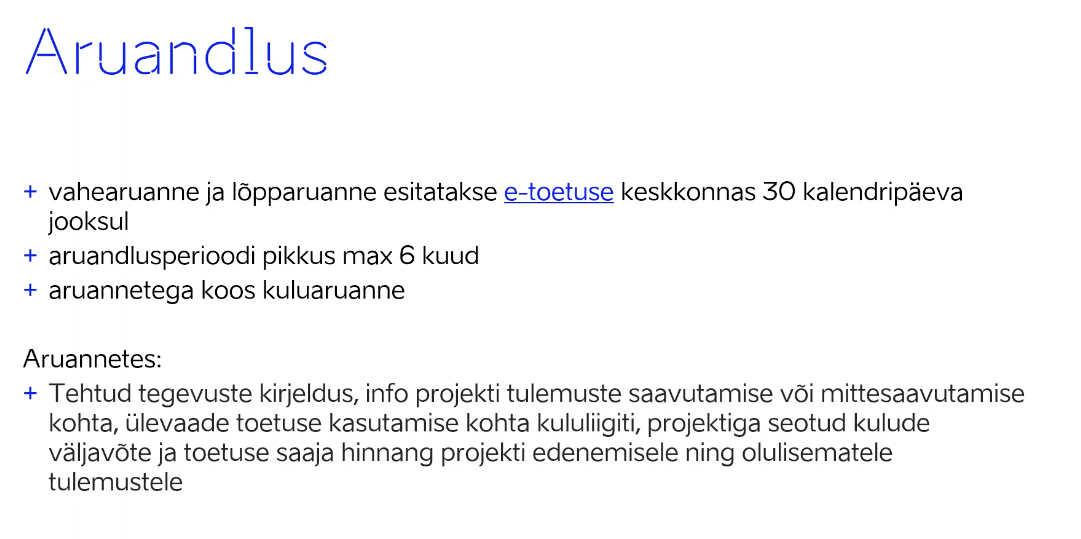 Aruandlus
+ vahearuanne ja lõpparuanne esitatakse e-toetuse keskkonnas 30 kalendripäeva
jooksul
+ aruandlusperioodi pikkus max 6 kuud
+ aruannetega koos kuluaruanne
Aruannetes:
+ Tehtud tegevuste kirjeldus, info projekti tulemuste saavutamise või mittesaavutamise
kohta, ülevaade toetuse kasutamise kohta kululiigiti, projektiga seotud kulude
väljavõte ja toetuse saaja hinnang projekti edenemisele ning olulisematele
tulemustele